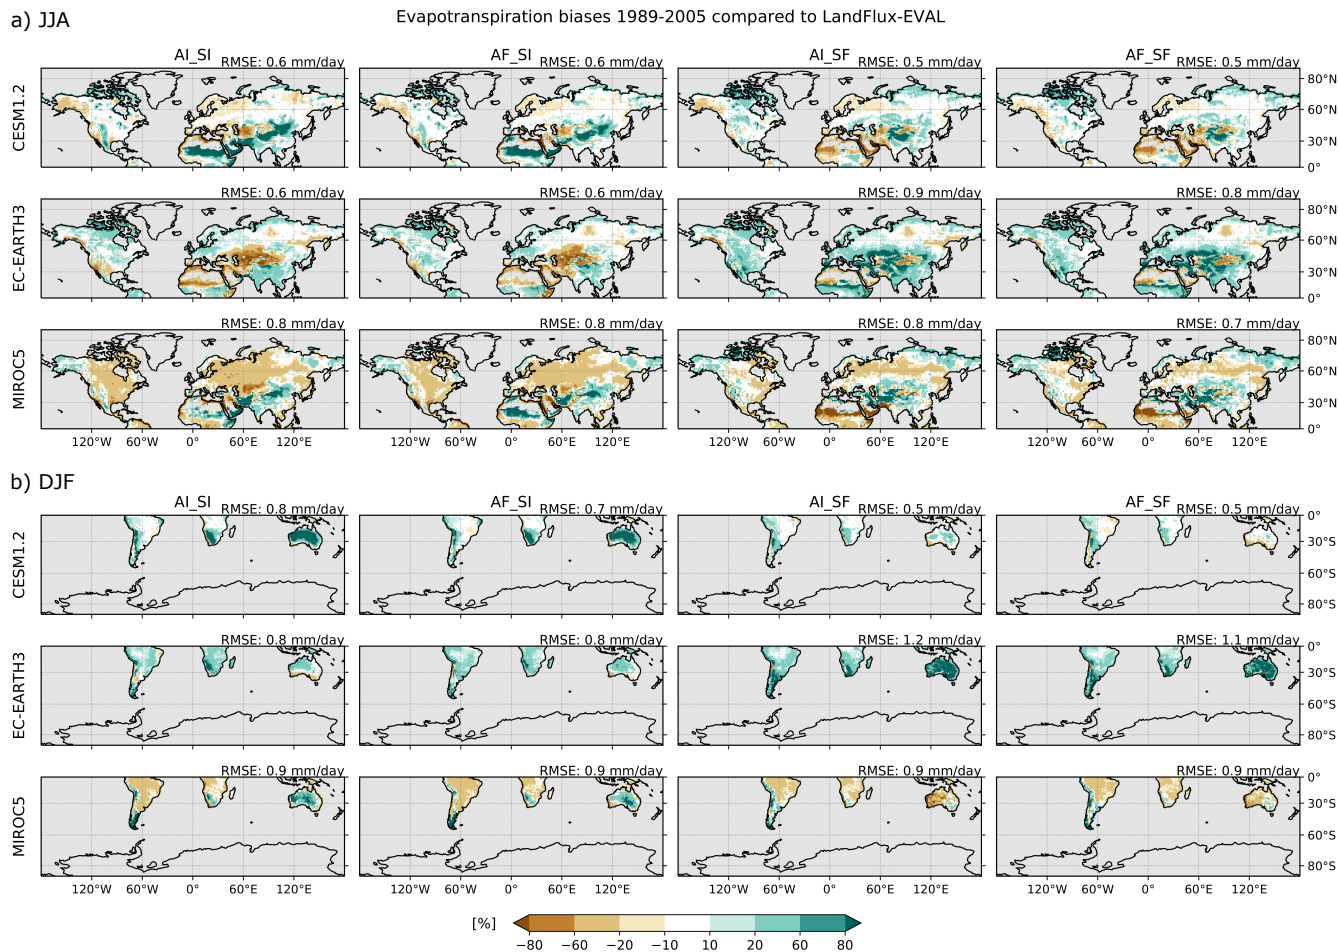 Evapotranspiration biases 1989-2005 compared to LandFlux-EVAL
a) JJA
AI_SI AF_SI AI_SF AF_SF
RMSE: 0.6 mm/day RMSE: 0.6 mm/day RMSE: 0.5 mm/day RMSE: 0.5 mm/day
CESM1.2
80°N
60°N
30°N
0°
RMSE: 0.6 mm/day RMSE: 0.6 mm/day RMSE: 0.9 mm/day RMSE: 0.8 mm/day
EC-EARTH3
80°N
60°N
30°N
0°
RMSE: 0.8 mm/day RMSE: 0.8 mm/day RMSE: 0.8 mm/day RMSE: 0.7 mm/day
MIROC5
80°N
60°N
30°N
0°
120°W 60°W 0° 60°E 120°E 120°W 60°W 0° 60°E 120°E 120°W 60°W 0° 60°E 120°E 120°W 60°W 0° 60°E 120°E
b) DJF
AI_SI AF_SI AI_SF AF_SF
RMSE: 0.8 mm/day RMSE: 0.7 mm/day RMSE: 0.5 mm/day RMSE: 0.5 mm/day
CESM1.2
0°
30°S
60°S
80°S
RMSE: 0.8 mm/day RMSE: 0.8 mm/day RMSE: 1.2 mm/day RMSE: 1.1 mm/day
EC-EARTH3
0°
30°S
60°S
80°S
RMSE: 0.9 mm/day RMSE: 0.9 mm/day RMSE: 0.9 mm/day RMSE: 0.9 mm/day
MIROC5
0°
30°S
60°S
80°S
120°W 60°W 0° 60°E 120°E 120°W 60°W 0° 60°E 120°E 120°W 60°W 0° 60°E 120°E 120°W 60°W 0° 60°E 120°E
[%]
−80 −60 −20 −10 10 20 60 80